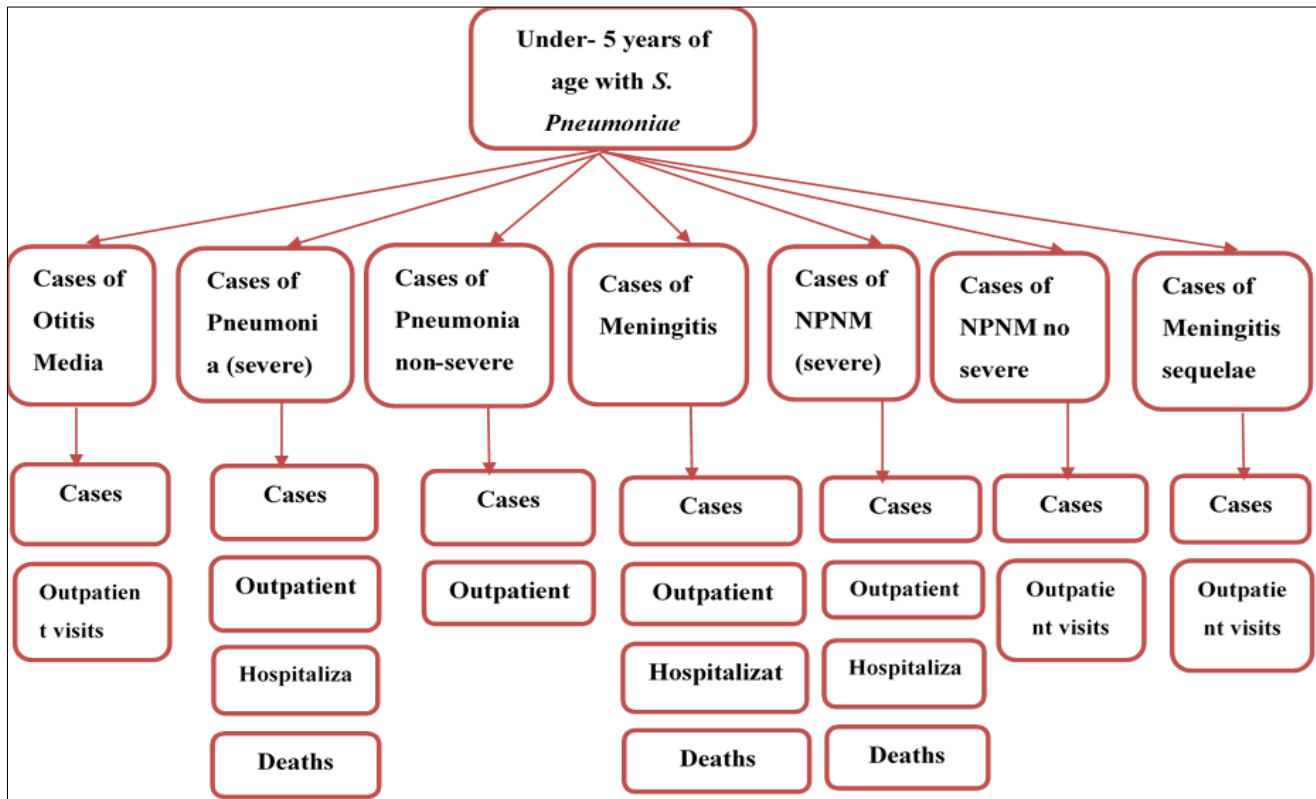 Under- 5 years of
age with S.
Pneumoniae
Cases of
Otitis
Media
Cases of
Pneumoni
a (severe)
Cases of
Pneumonia
non-severe
Cases of
Meningitis
Cases of
NPNM
(severe)
Cases of
NPNM no
severe
Cases of
Meningitis
sequelae
Cases
Cases
Cases
Cases
Cases
Cases
Cases
Outpatien
t visits
Outpatient
Outpatient
Outpatient
Outpatient
Outpatie
nt visits
Outpatie
nt visits
Hospitaliza
Hospitalizat
Hospitaliza
Deaths
Deaths
Deaths